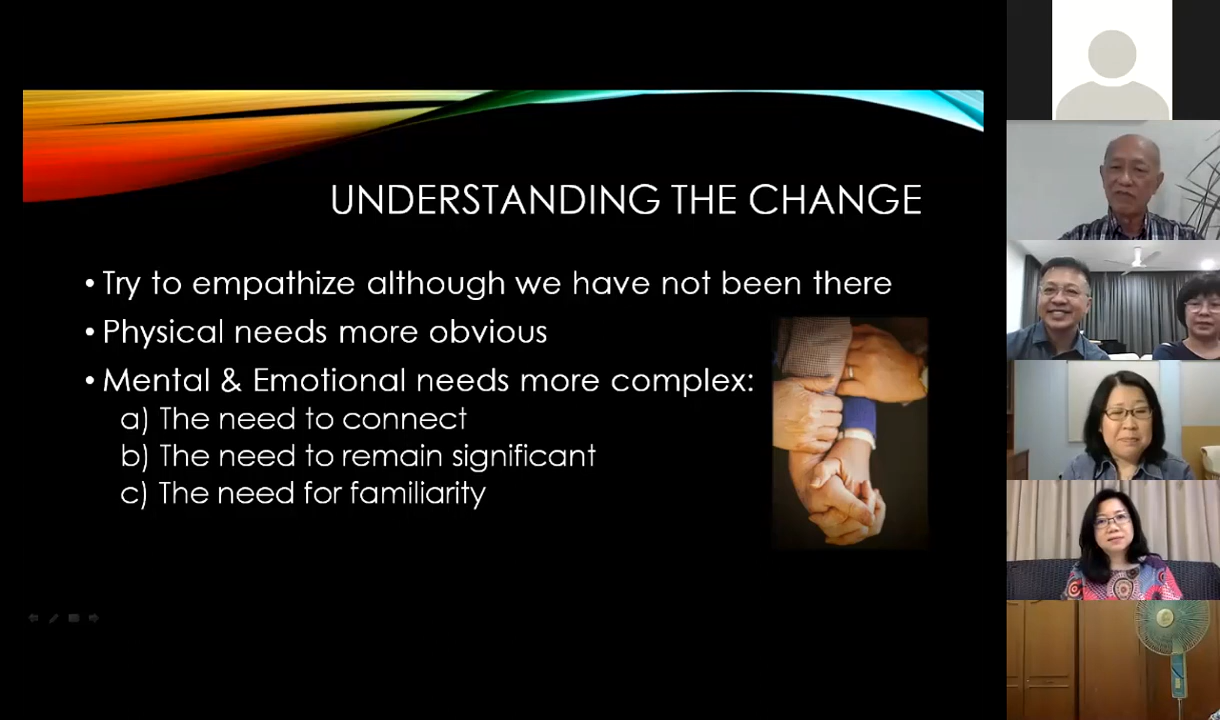 UNDERSTANDING THE CHANGE
• Try to empathize although we have not been there
• Physical needs more obvious
• Mental & Emotional needs more complex:
a) The need to connect
b) The need to remain significant
c) The need for familiarity